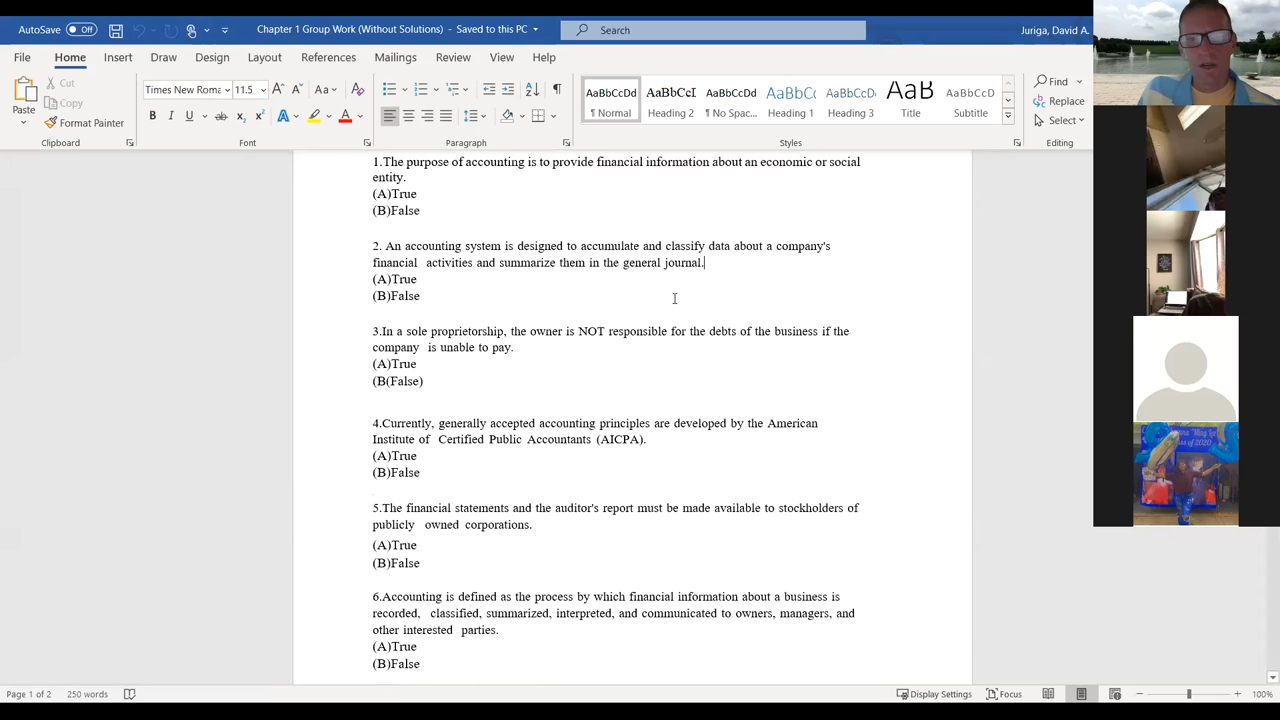 AutoSave Off Chapter 1 Group Work (Without Solutions) - Saved to this PC Search Juriga, David A.
File Home Insert Draw Design Layout References Mailings Review View Help
Paste Cut Copy Format Painter Clipboard
Times New Roma 11.5 Aa B I U ab x₂ x² A A Font
Paragraph
AaBbCcDd AaBbCcI AaBbCcDd AaBbCc AaBbCcD AaB AaBbCcD
¶ Normal Heading 2 ¶ No Spac... Heading 1 Heading 3 Title Subtitle
Styles
Find Replace Select Editing
1.The purpose of accounting is to provide financial information about an economic or social
entity.
(A)True
(B)False
2. An accounting system is designed to accumulate and classify data about a company's
financial activities and summarize them in the general journal.
(A)True
(B)False
3.In a sole proprietorship, the owner is NOT responsible for the debts of the business if the
company is unable to pay.
(A)True
(B(False)
4.Currently, generally accepted accounting principles are developed by the American
Institute of Certified Public Accountants (AICPA).
(A)True
(B)False
5.The financial statements and the auditor's report must be made available to stockholders of
publicly owned corporations.
(A)True
(B)False
6.Accounting is defined as the process by which financial information about a business is
recorded, classified, summarized, interpreted, and communicated to owners, managers, and
other interested parties.
(A)True
(B)False
Page 1 of 2 250 words Display Settings Focus 100%